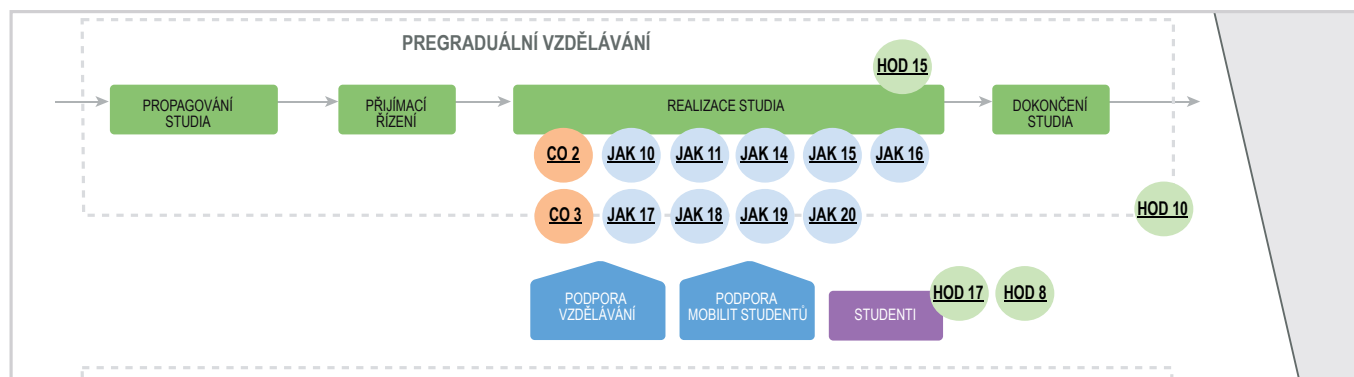 PREGRADUÁLNÍ VZDĚLÁVÁNÍ
HOD 15
PROPAGOVÁNÍ
STUDIA
PŘIJÍMACÍ
ŘÍZENÍ
REALIZACE STUDIA
DOKONČENÍ
STUDIA
CO 2
JAK 10
JAK 11
JAK 14
JAK 15
JAK 16
CO 3
JAK 17
JAK 18
JAK 19
JAK 20
HOD 10
PODPORA
VZDĚLÁVÁNÍ
PODPORA
MOBILIT STUDENTŮ
STUDENTI
HOD 17
HOD 8